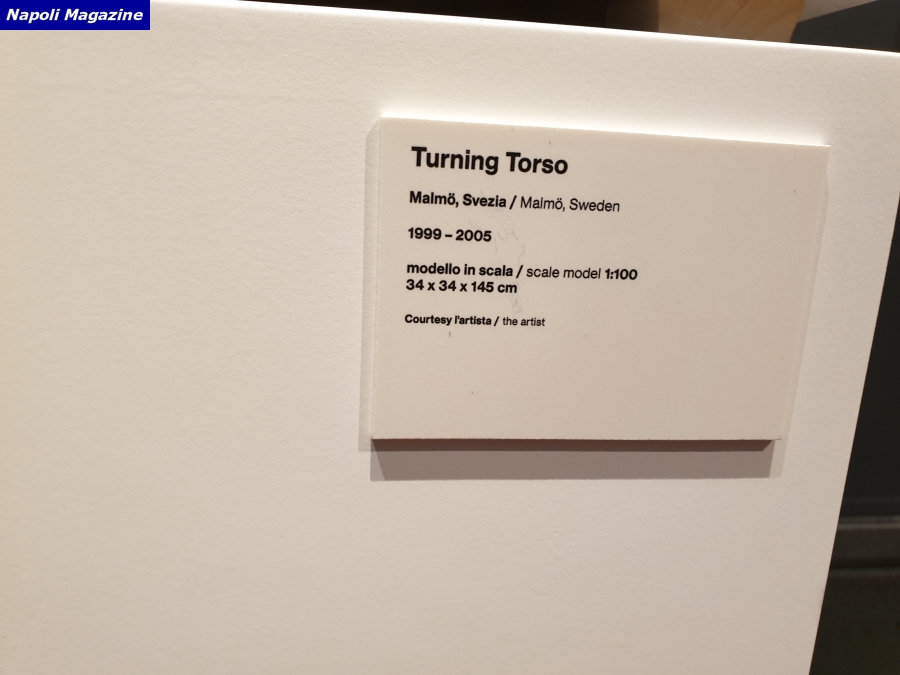 Napoli Magazine
Turning Torso
Malmö, Svezia / Malmö, Sweden
1999 – 2005
modello in scala / scale model 1:100
34 x 34 x 145 cm
Courtesy l'artista / the artist